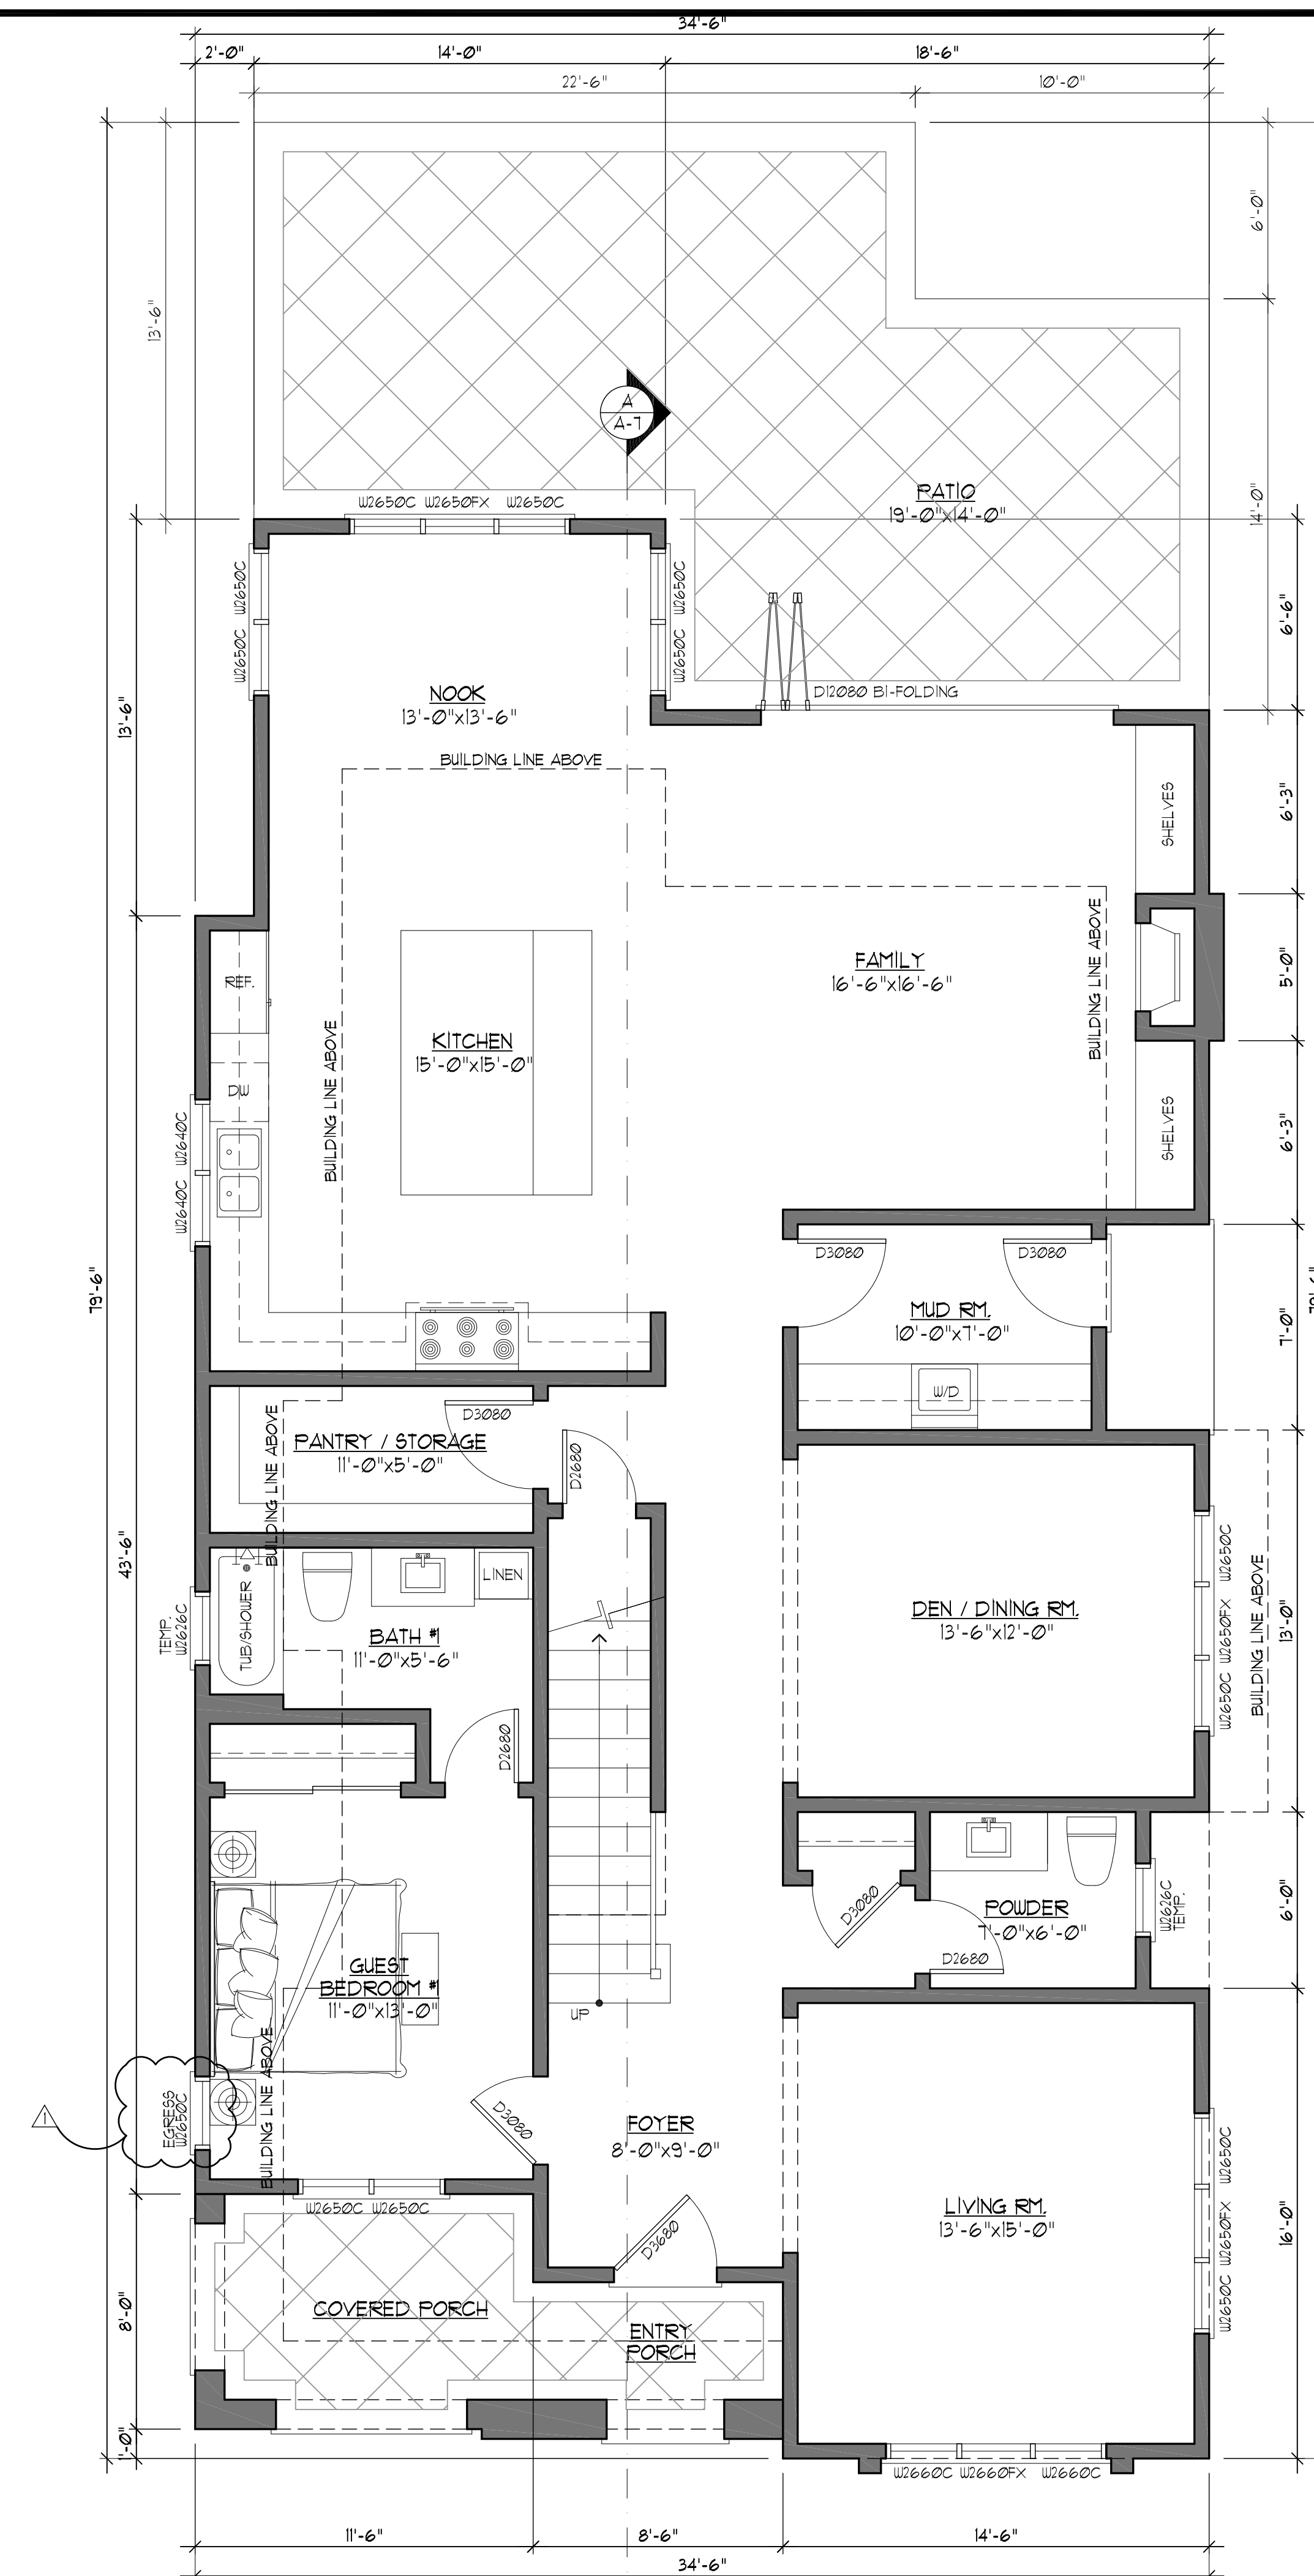 34'-6"
2'-0" 14'-0" 18'-6"
22'-6" 10'-0"
13'-6"
6'-0"
A
A-7
14'-0"
PATIO
19'-0"x14'-0"
W2650C W2650FX W2650C
W2650C W2650C
W2650C W2650C
6'-6"
D12080 BI-FOLDING
NOOK
13'-0"x13'-6"
13'-6"
BUILDING LINE ABOVE
SHELVES
6'-3"
BUILDING LINE ABOVE
FAMILY
16'-6"x16'-6"
5'-0"
REF.
KITCHEN
15'-0"x15'-0"
BUILDING LINE ABOVE
DW
W2640C W2640C
SHELVES
6'-3"
79'-6"
D3080 D3080
MUD RM.
10'-0"x7'-0"
7'-0"
W/D
D3080
PANTRY / STORAGE
11'-0"x5'-0"
BUILDING LINE ABOVE
D2680
43'-6"
TEMP.
W2626C
TUB/SHOWER
LINEN
BATH #1
11'-0"x5'-6"
D2680
DEN / DINING RM.
13'-6"x12'-0"
W2650C W2650FX W2650C
BUILDING LINE ABOVE
13'-0"
D3080
POWDER
7'-0"x6'-0"
D2680
W2626C
TEMP.
6'-0"
GUEST
BEDROOM #1
11'-0"x13'-0"
UP
BUILDING LINE ABOVE
EGRESS
W2650C
1
D3080
FOYER
8'-0"x9'-0"
W2650C W2650C
D3680
LIVING RM.
13'-6"x15'-0"
W2650C W2650FX W2650C
16'-0"
8'-0"
COVERED PORCH
ENTRY
PORCH
1'-0"
W2660C W2660FX W2660C
11'-6" 8'-6" 14'-6"
34'-6"